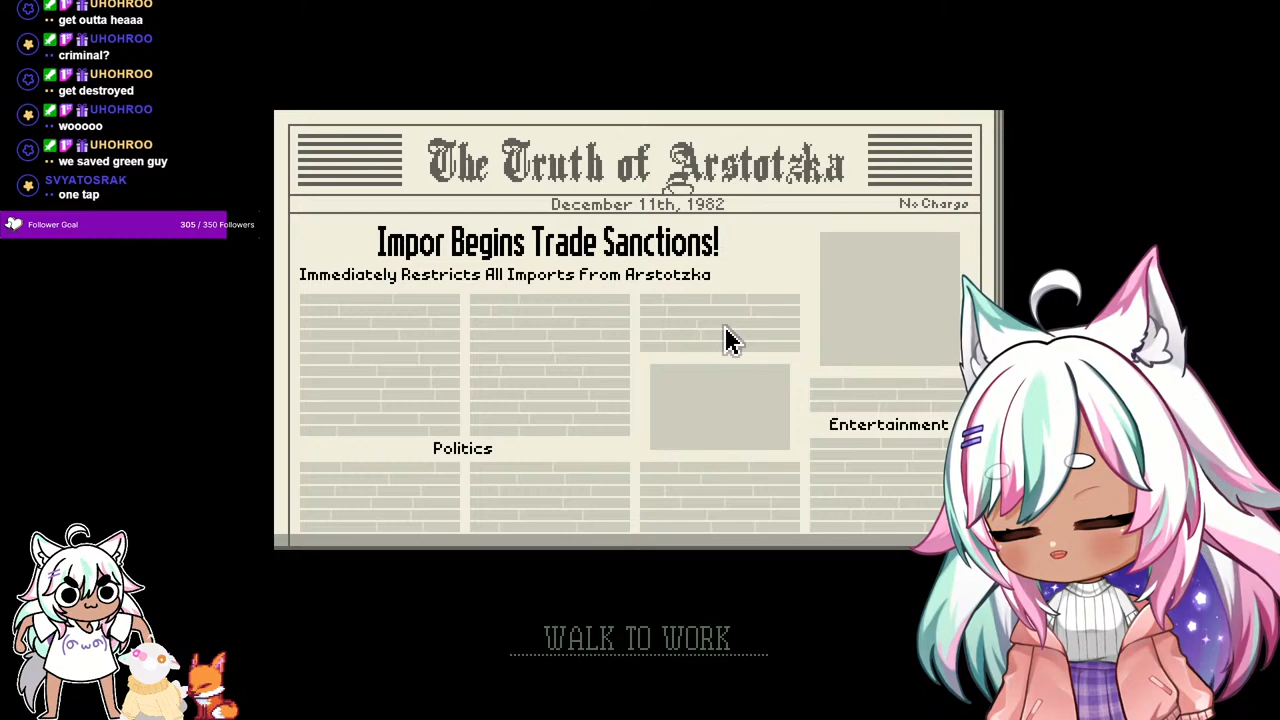 UHOHROO
get outta heaaa
UHOHROO
criminal?
UHOHROO
get destroyed
UHOHROO
wooooo
UHOHROO
we saved green guy
SVYATOSRAK
one tap
Follower Goal
305 / 350 Followers
The Truth of Arstotzka
December 11th, 1982
No Charge
Impor Begins Trade Sanctions!
Immediately Restricts All Imports From Arstotzka
Entertainment
Politics
WALK TO WORK